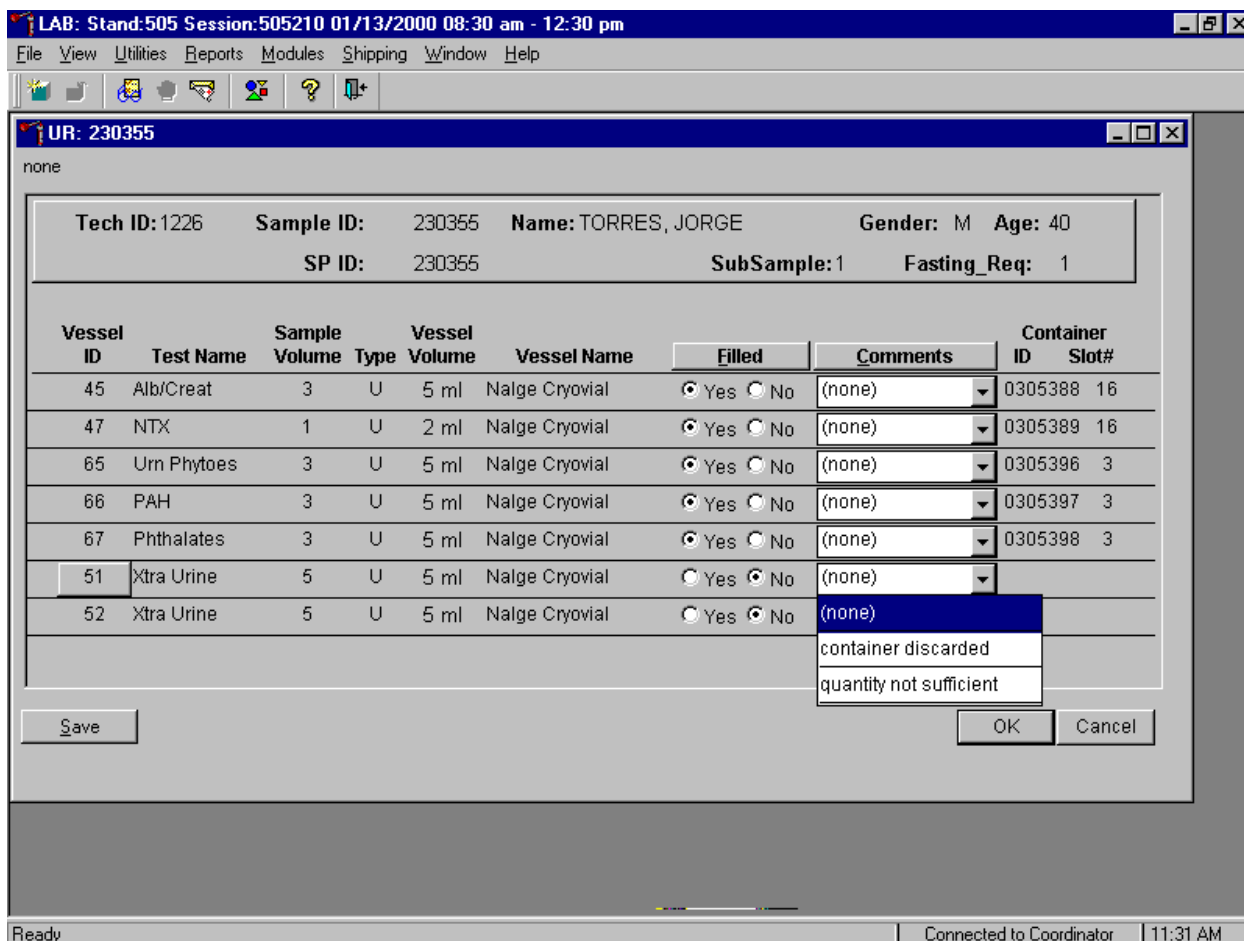 LAB: Stand:505 Session:505210 01/13/2000 08:30 am - 12:30 pm
File View Utilities Reports Modules Shipping Window Help
UR: 230355
none
Tech ID: 1226 Sample ID: 230355 Name: TORRES, JORGE Gender: M Age: 40
SP ID: 230355 SubSample: 1 Fasting_Req: 1
Vessel Sample Vessel Container
ID Test Name Volume Type Volume Vessel Name Filled Comments ID Slot#
45 Alb/Creat 3 U 5 ml Nalge Cryovial Yes No (none) 0305388 16
47 NTX 1 U 2 ml Nalge Cryovial Yes No (none) 0305389 16
65 Urn Phytoes 3 U 5 ml Nalge Cryovial Yes No (none) 0305396 3
66 PAH 3 U 5 ml Nalge Cryovial Yes No (none) 0305397 3
67 Phthalates 3 U 5 ml Nalge Cryovial Yes No (none) 0305398 3
51 Xtra Urine 5 U 5 ml Nalge Cryovial Yes No (none)
52 Xtra Urine 5 U 5 ml Nalge Cryovial Yes No (none)
container discarded
quantity not sufficient
Save OK Cancel
Ready Connected to Coordinator 11:31 AM